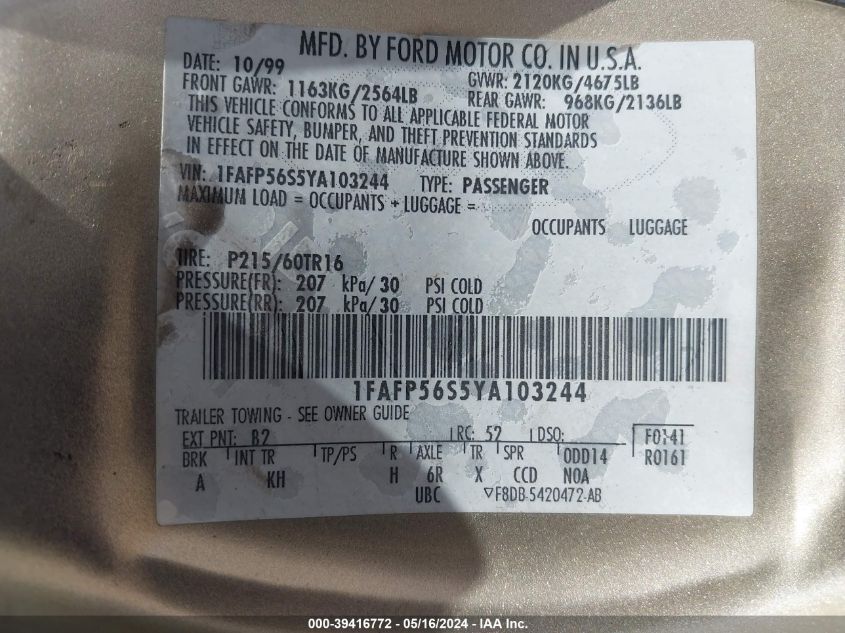 MFD. BY FORD MOTOR CO. IN U.S.A.
DATE: 10/99 GVWR: 2120KG/4675LB
FRONT GAWR: 1163KG/2564LB REAR GAWR: 968KG/2136LB
THIS VEHICLE CONFORMS TO ALL APPLICABLE FEDERAL MOTOR
VEHICLE SAFETY, BUMPER, AND THEFT PREVENTION STANDARDS
IN EFFECT ON THE DATE OF MANUFACTURE SHOWN ABOVE.
VIN: 1FAFP56S5YA103244 TYPE: PASSENGER
MAXIMUM LOAD = OCCUPANTS + LUGGAGE =
OCCUPANTS LUGGAGE
TIRE: P215/60TR16
PRESSURE(FR): 207 kPa/30 PSI COLD
PRESSURE(RR): 207 kPa/30 PSI COLD
1FAFP56S5YA103244
TRAILER TOWING - SEE OWNER GUIDE
EXT PNT: B2 RC: 52 DSO: F0141
BRK INT TR TP/PS R AXLE TR SPR ODD14 R0161
A KH H 6R X CCD NOA
UBC ▽F8DB-5420472-AB
000-39416772 - 05/16/2024 - IAA Inc.